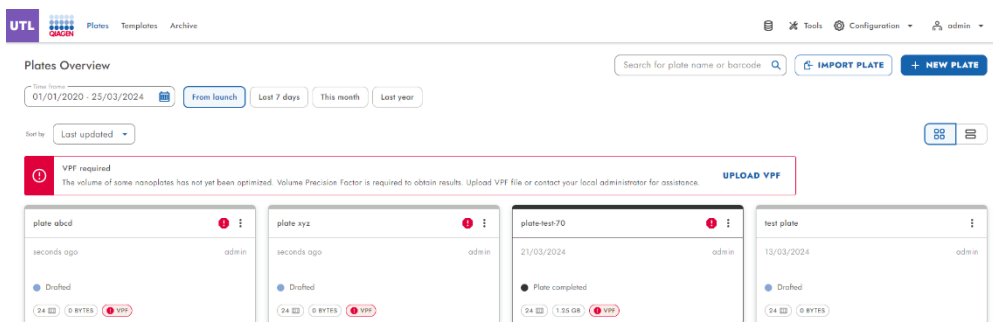 UTL QIAGEN Plates Templates Archive Tools Configuration admin
Plates Overview Search for plate name or barcode IMPORT PLATE + NEW PLATE
Time frame
01/01/2020 - 25/03/2024 From launch Last 7 days This month Last year
Sort by Last updated
VPF required
The volume of some nanoplates has not yet been optimized. Volume Precision Factor is required to obtain results. Upload VPF file or contact your local administrator for assistance. UPLOAD VPF
plate abcd plate xyz plate-test-70 test plate
seconds ago admin seconds ago admin 21/03/2024 admin 13/03/2024 admin
Drafted Drafted Plate completed Drafted
24 0 BYTES VPF 24 0 BYTES VPF 24 1.25 GB VPF 24 0 BYTES